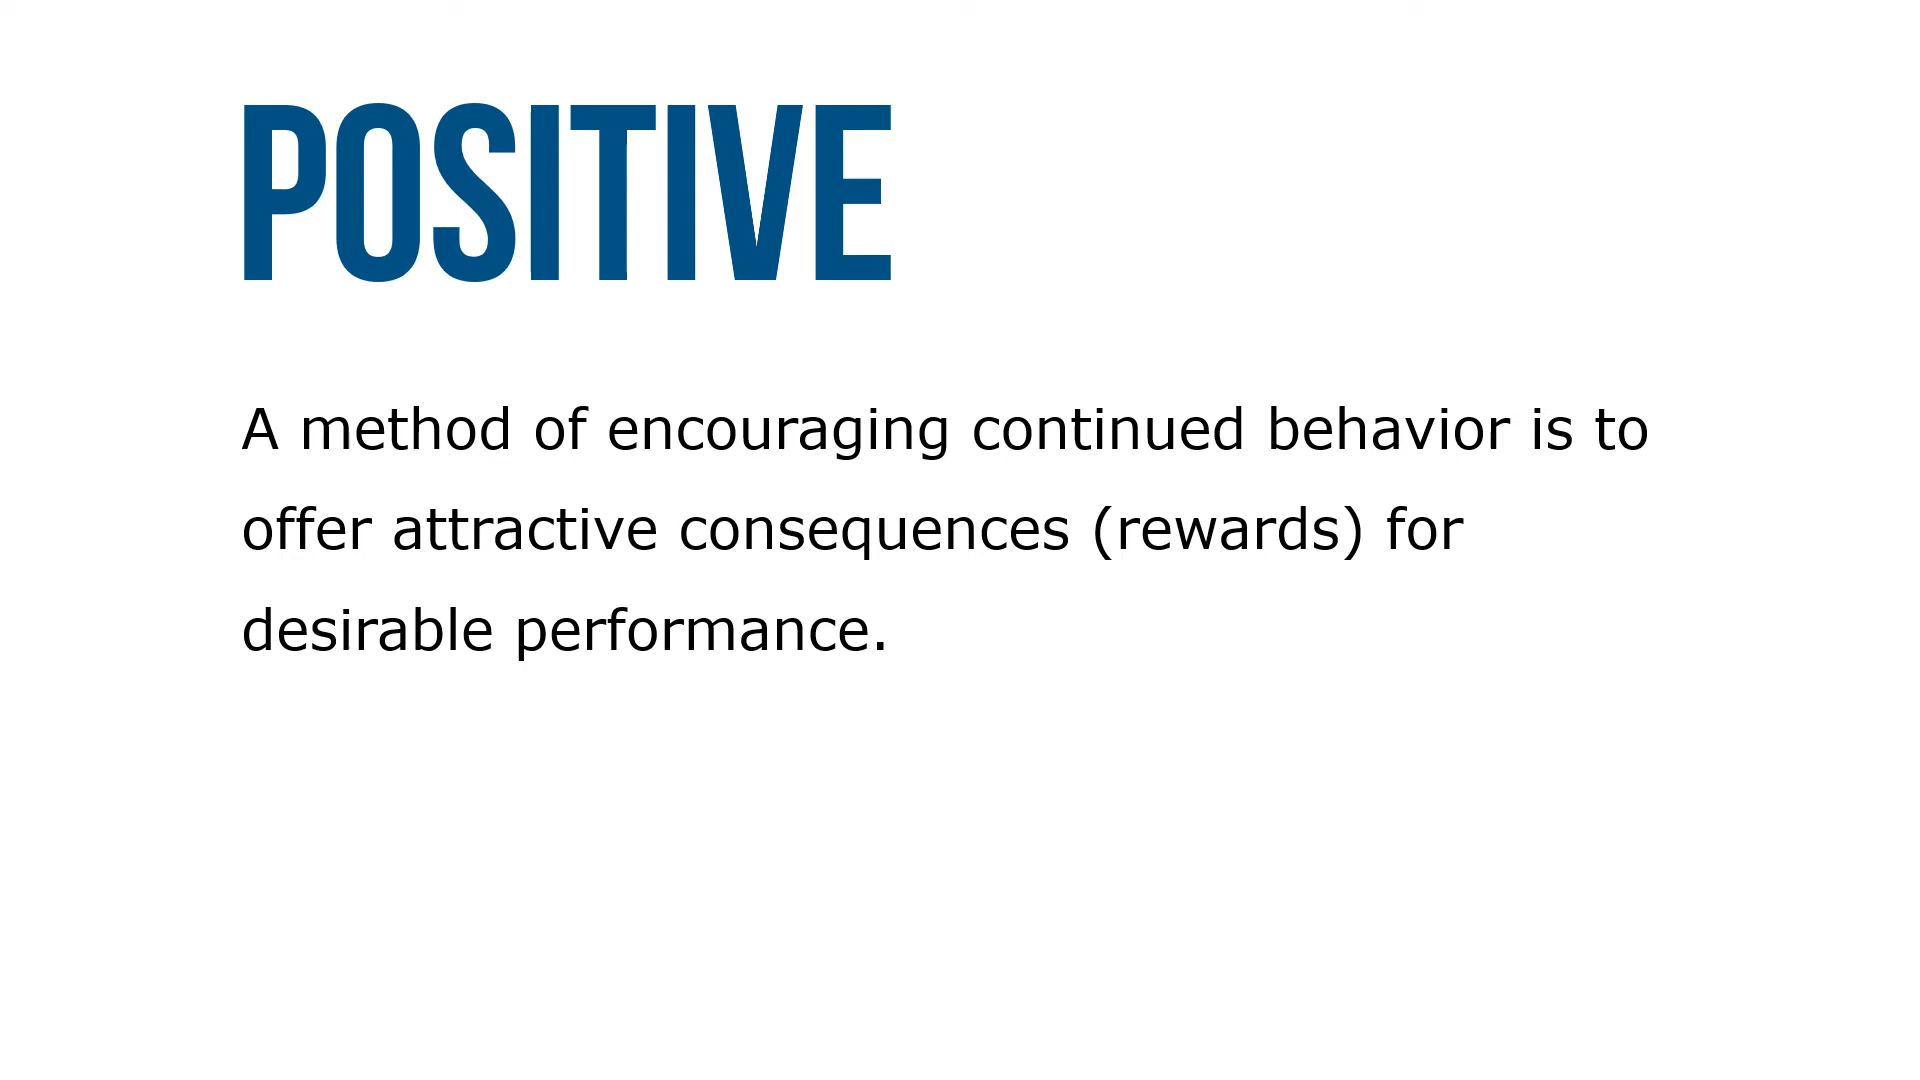 POSITIVE
A method of encouraging continued behavior is to
offer attractive consequences (rewards) for
desirable performance.